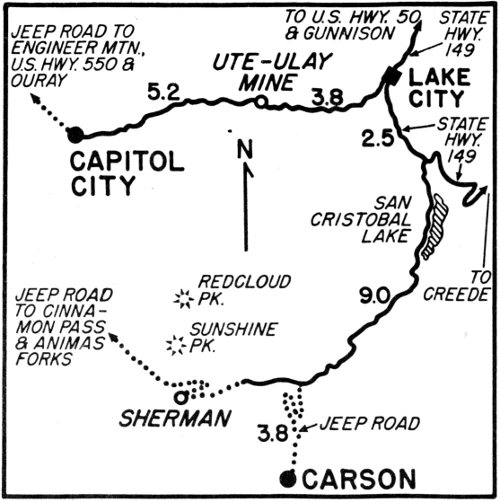 JEEP ROAD TO
ENGINEER MTN.,
U.S. HWY. 550 &
OURAY
TO U.S. HWY. 50
& GUNNISON
STATE
HWY.
149
UTE-ULAY
MINE
5.2
3.8
LAKE
CITY
CAPITOL
CITY
2.5
STATE
HWY.
149
N
SAN
CRISTOBAL
LAKE
TO
CREEDE
REDCLOUD
PK.
9.0
JEEP ROAD
TO CINNA-
MON PASS
& ANIMAS
FORKS
SUNSHINE
PK.
SHERMAN
3.8
JEEP ROAD
CARSON